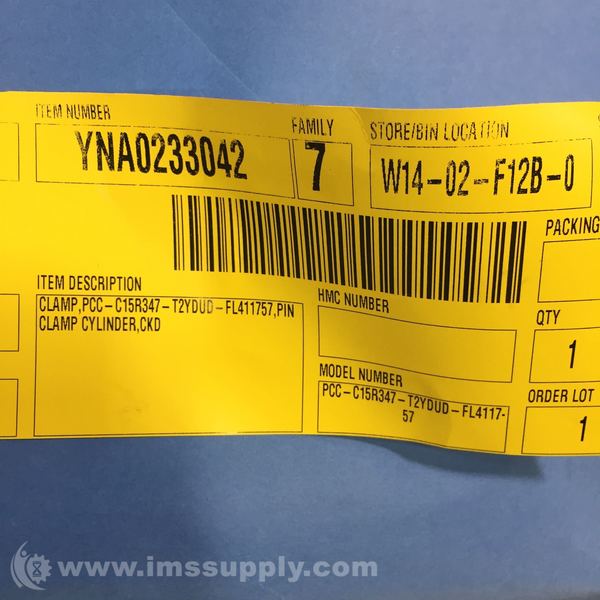 ITEM NUMBER
YNA0233042
FAMILY
7
STORE/BIN LOCATION
W14-02-F12B-0
PACKING
ITEM DESCRIPTION
CLAMP,PCC-C15R347-T2YDUD-FL411757,PIN
CLAMP CYLINDER,CKD
HMC NUMBER
QTY
1
MODEL NUMBER
PCC-C15R347-T2YDUD-FL4117-
57
ORDER LOT
1
www.imssupply.com